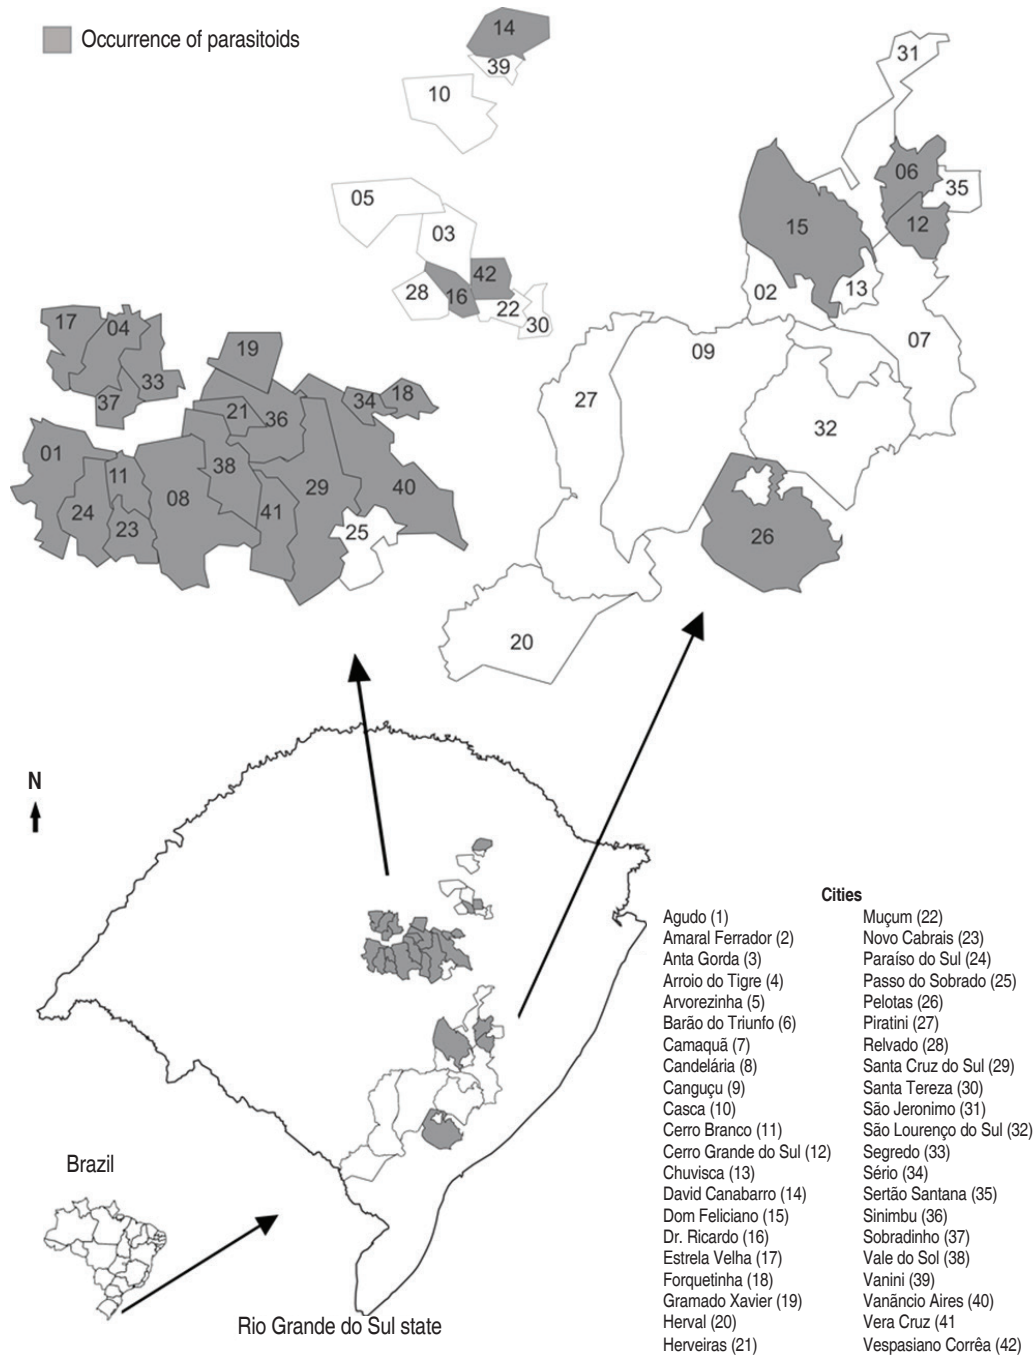 Occurrence of parasitoids
14
39
10
31
05
03
42
28
16
22
30
06
35
15
12
02
13
07
09
27
32
26
20
17
04
33
37
19
21
36
34
18
01
11
38
24
23
08
41
29
40
25
N
Brazil
Rio Grande do Sul state
Cities
Agudo (1)
Amaral Ferrador (2)
Anta Gorda (3)
Arroio do Tigre (4)
Arvorezinha (5)
Barão do Triunfo (6)
Camaquã (7)
Candelária (8)
Canguçu (9)
Casca (10)
Cerro Branco (11)
Cerro Grande do Sul (12)
Chuvisca (13)
David Canabarro (14)
Dom Feliciano (15)
Dr. Ricardo (16)
Estrela Velha (17)
Forquetinha (18)
Gramado Xavier (19)
Herval (20)
Herveiras (21)
Muçum (22)
Novo Cabrais (23)
Paraíso do Sul (24)
Passo do Sobrado (25)
Pelotas (26)
Piratini (27)
Relvado (28)
Santa Cruz do Sul (29)
Santa Tereza (30)
São Jeronimo (31)
São Lourenço do Sul (32)
Segredo (33)
Sério (34)
Sertão Santana (35)
Sinimbu (36)
Sobradinho (37)
Vale do Sol (38)
Vanini (39)
Vanãncio Aires (40)
Vera Cruz (41
Vespasiano Corrêa (42)